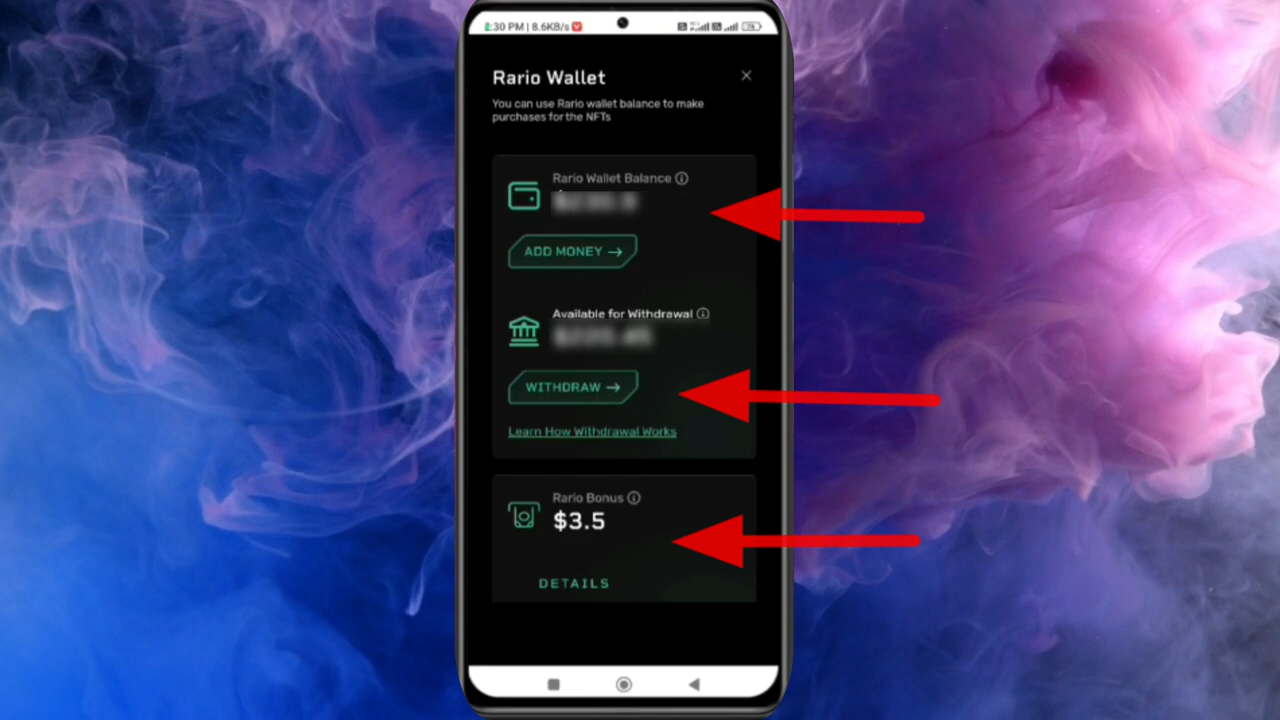 2:30 PM | 8.6KB/s
Rario Wallet
You can use Rario wallet balance to make
purchases for the NFTs
Rario Wallet Balance
ADD MONEY →
Available for Withdrawal
WITHDRAW →
Learn How Withdrawal Works
Rario Bonus
$3.5
DETAILS